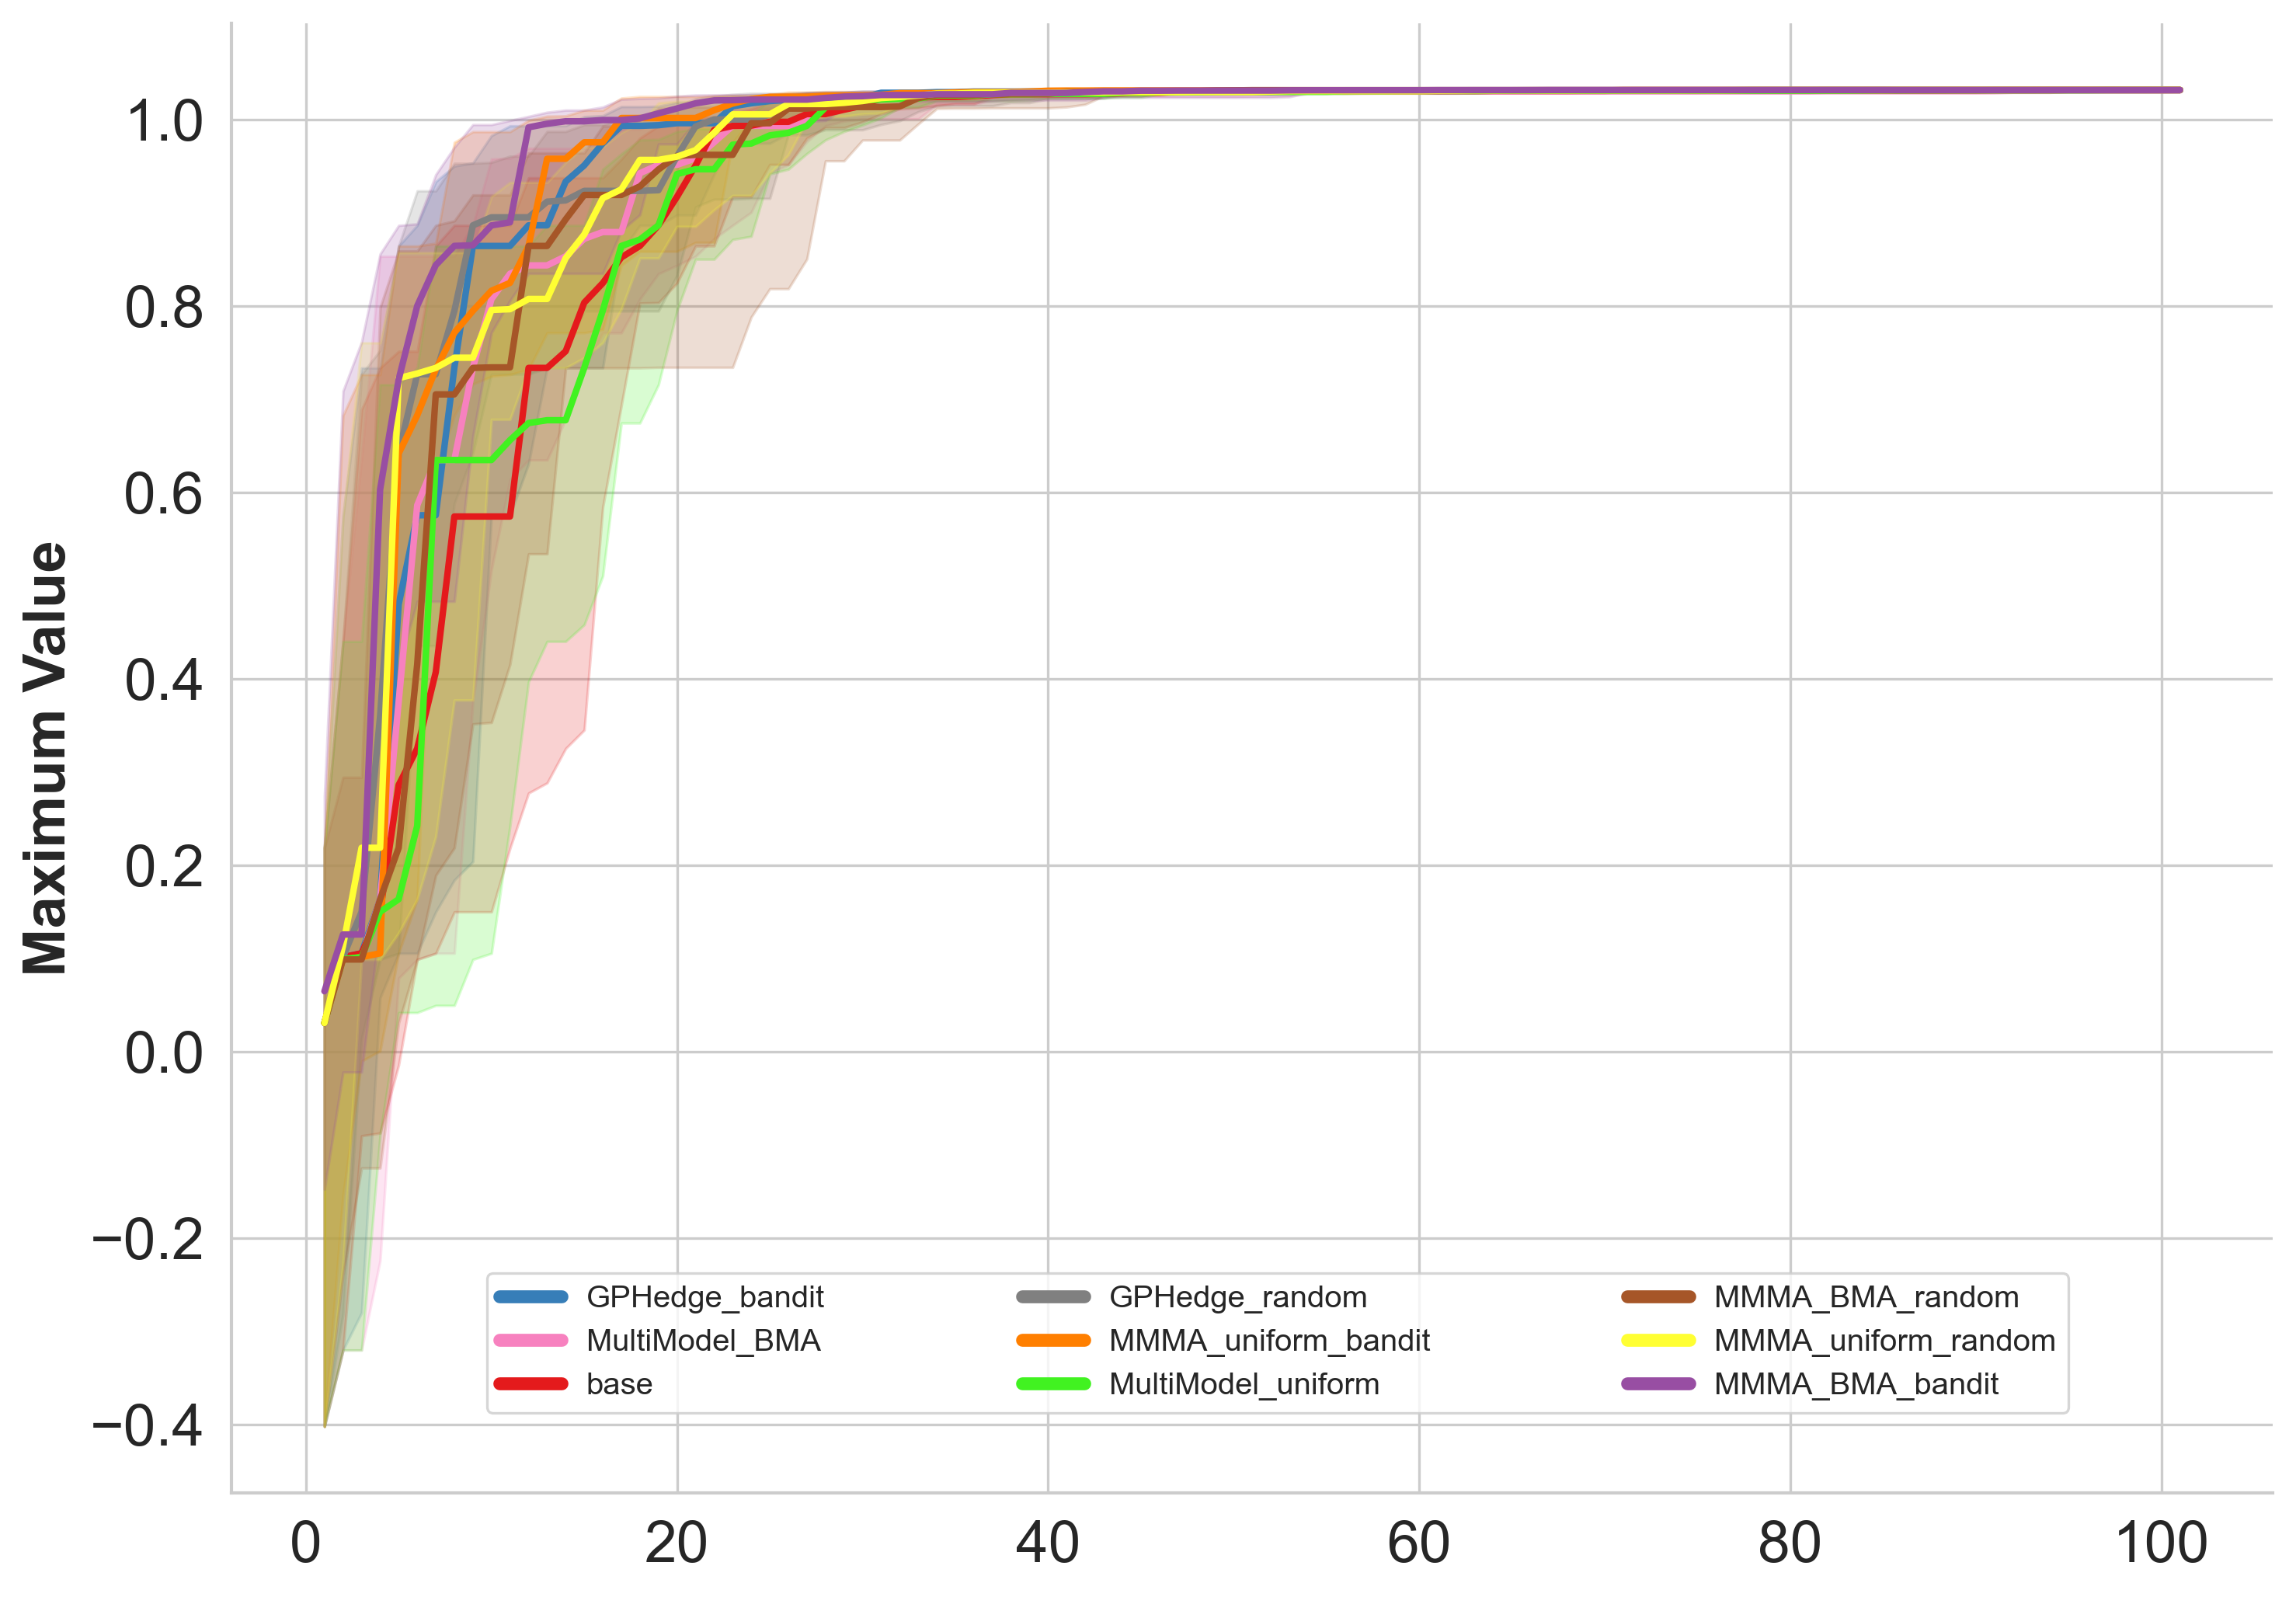 Maximum Value
1.0
0.8
0.6
0.4
0.2
0.0
−0.2
−0.4
GPHedge_bandit
MultiModel_BMA
base
GPHedge_random
MMMA_uniform_bandit
MultiModel_uniform
MMMA_BMA_random
MMMA_uniform_random
MMMA_BMA_bandit
0 20 40 60 80 100